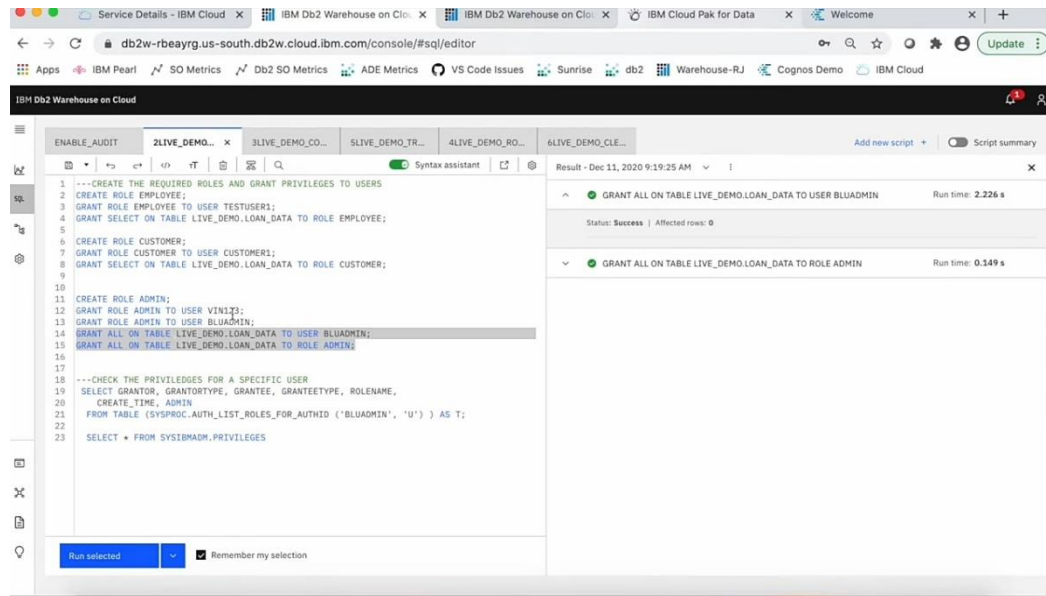 Service Details - IBM Cloud
IBM Db2 Warehouse on Clou
IBM Db2 Warehouse on Clou
IBM Cloud Pak for Data
Welcome
db2w-rbeayrg.us-south.db2w.cloud.ibm.com/console/#sql/editor
Update
Apps
IBM Pearl
SO Metrics
Db2 SO Metrics
ADE Metrics
VS Code Issues
Sunrise
db2
Warehouse-RJ
Cognos Demo
IBM Cloud
IBM Db2 Warehouse on Cloud
1
ENABLE_AUDIT
2LIVE_DEMO... ×
3LIVE_DEMO_CO...
5LIVE_DEMO_TR...
4LIVE_DEMO_RO...
6LIVE_DEMO_CLE...
Add new script +
Script summary
SQL
Syntax assistant
Result - Dec 11, 2020 9:19:25 AM
1 ---CREATE THE REQUIRED ROLES AND GRANT PRIVILEGES TO USERS
2 CREATE ROLE EMPLOYEE;
3 GRANT ROLE EMPLOYEE TO USER TESTUSER1;
4 GRANT SELECT ON TABLE LIVE_DEMO.LOAN_DATA TO ROLE EMPLOYEE;
5
6 CREATE ROLE CUSTOMER;
7 GRANT ROLE CUSTOMER TO USER CUSTOMER1;
8 GRANT SELECT ON TABLE LIVE_DEMO.LOAN_DATA TO ROLE CUSTOMER;
9
10
11 CREATE ROLE ADMIN;
12 GRANT ROLE ADMIN TO USER VIN123;
13 GRANT ROLE ADMIN TO USER BLUADMIN;
14 GRANT ALL ON TABLE LIVE_DEMO.LOAN_DATA TO USER BLUADMIN;
15 GRANT ALL ON TABLE LIVE_DEMO.LOAN_DATA TO ROLE ADMIN;
16
17
18 ---CHECK THE PRIVILEDGES FOR A SPECIFIC USER
19 SELECT GRANTOR, GRANTORTYPE, GRANTEE, GRANTEETYPE, ROLENAME,
20 CREATE_TIME, ADMIN
21 FROM TABLE (SYSPROC.AUTH_LIST_ROLES_FOR_AUTHID ('BLUADMIN', 'U') ) AS T;
22
23 SELECT * FROM SYSIBMADM.PRIVILEGES
GRANT ALL ON TABLE LIVE_DEMO.LOAN_DATA TO USER BLUADMIN
Run time: 2.226 s
Status: Success | Affected rows: 0
GRANT ALL ON TABLE LIVE_DEMO.LOAN_DATA TO ROLE ADMIN
Run time: 0.149 s
Run selected
Remember my selection